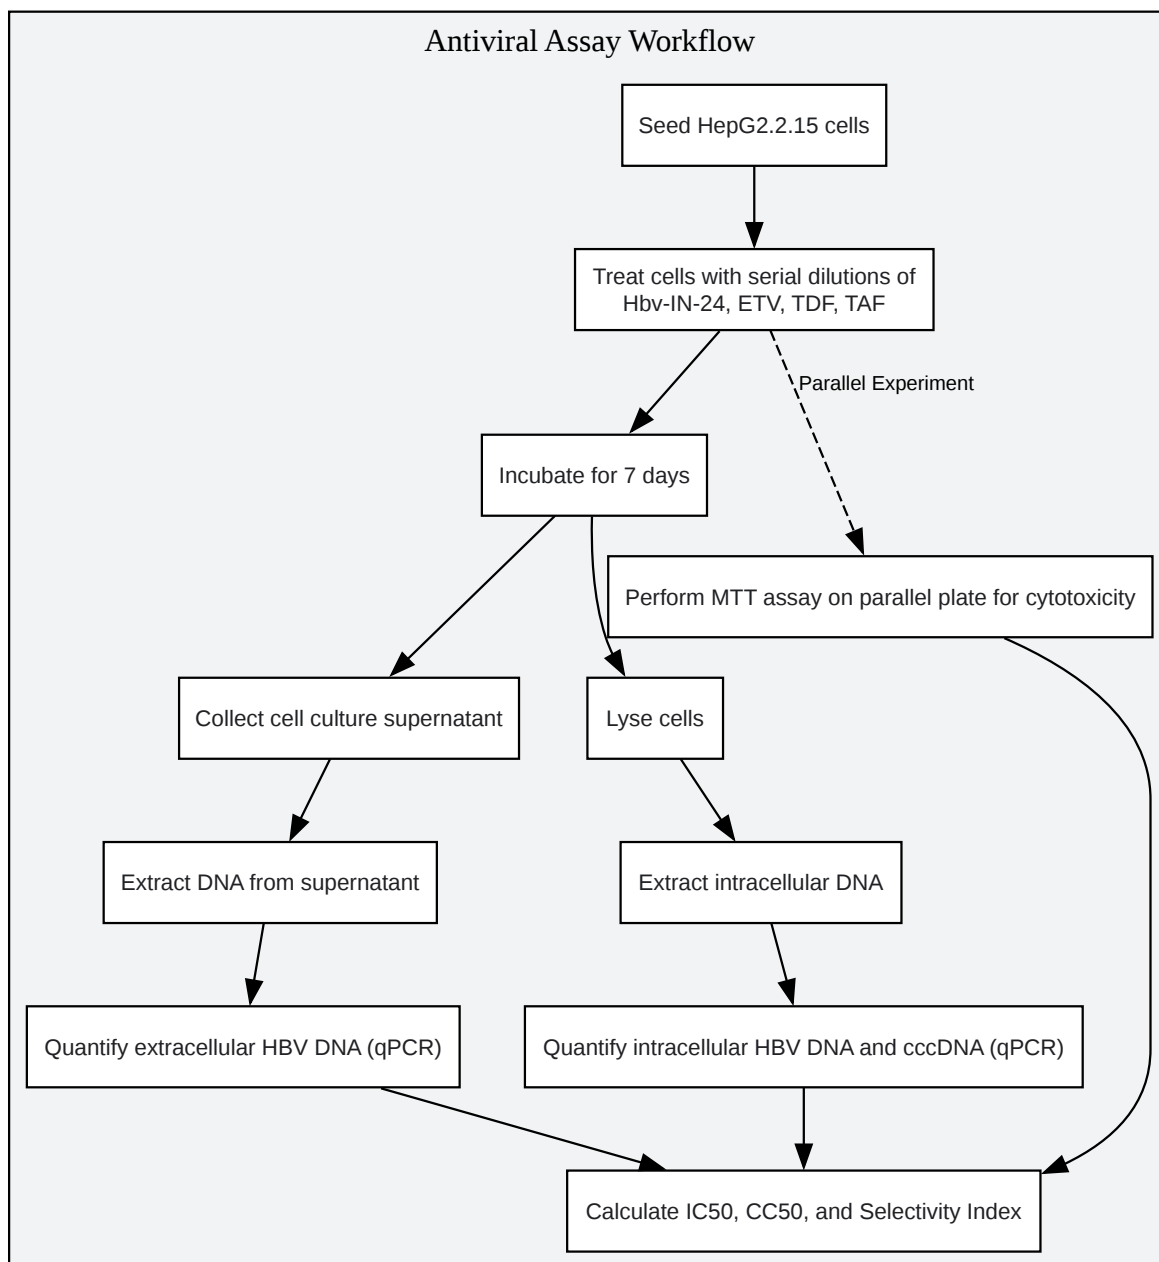 Antiviral Assay Workflow
Seed HepG2.2.15 cells
Treat cells with serial dilutions of
Hbv-IN-24, ETV, TDF, TAF
Parallel Experiment
Incubate for 7 days
Perform MTT assay on parallel plate for cytotoxicity
Collect cell culture supernatant
Lyse cells
Extract DNA from supernatant
Extract intracellular DNA
Quantify extracellular HBV DNA (qPCR)
Quantify intracellular HBV DNA and cccDNA (qPCR)
Calculate IC50, CC50, and Selectivity Index